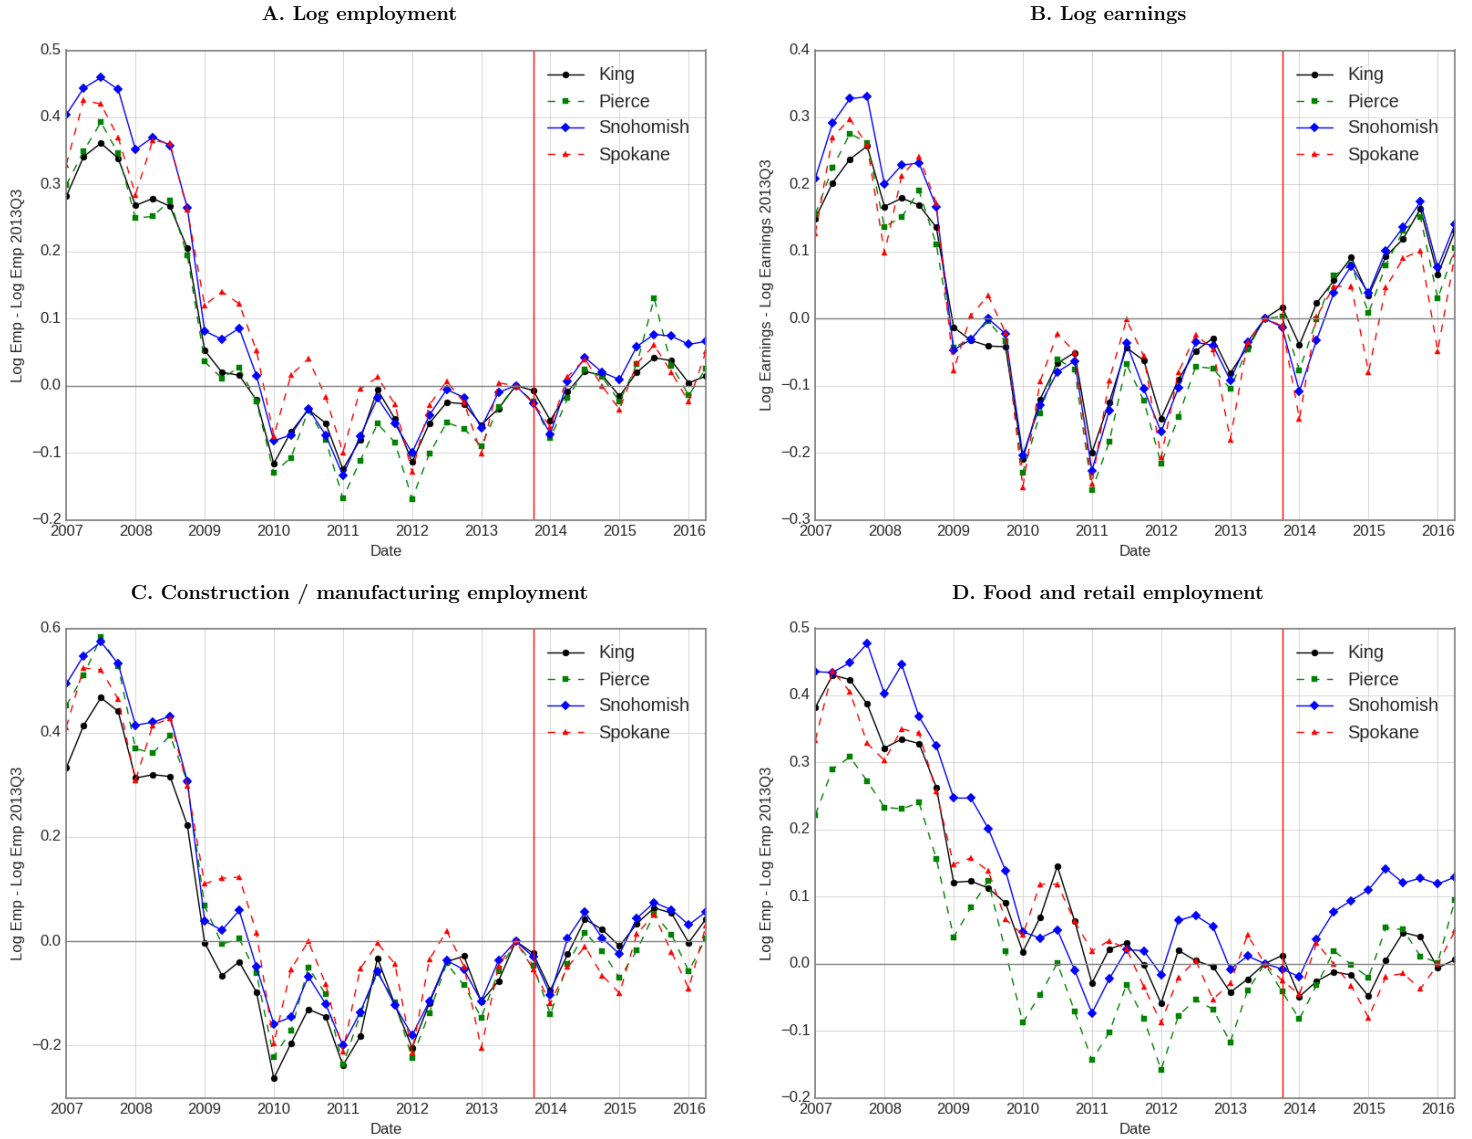 A. Log employment
Log Emp - Log Emp 2013Q3
0.5
0.4
0.3
0.2
0.1
0.0
−0.1
−0.2
King
Pierce
Snohomish
Spokane
2007 2008 2009 2010 2011 2012 2013 2014 2015 2016
Date
B. Log earnings
Log Earnings - Log Earnings 2013Q3
0.4
0.3
0.2
0.1
0.0
−0.1
−0.2
−0.3
King
Pierce
Snohomish
Spokane
2007 2008 2009 2010 2011 2012 2013 2014 2015 2016
Date
C. Construction / manufacturing employment
Log Emp - Log Emp 2013Q3
0.6
0.4
0.2
0.0
−0.2
King
Pierce
Snohomish
Spokane
2007 2008 2009 2010 2011 2012 2013 2014 2015 2016
Date
D. Food and retail employment
Log Emp - Log Emp 2013Q3
0.5
0.4
0.3
0.2
0.1
0.0
−0.1
−0.2
King
Pierce
Snohomish
Spokane
2007 2008 2009 2010 2011 2012 2013 2014 2015 2016
Date